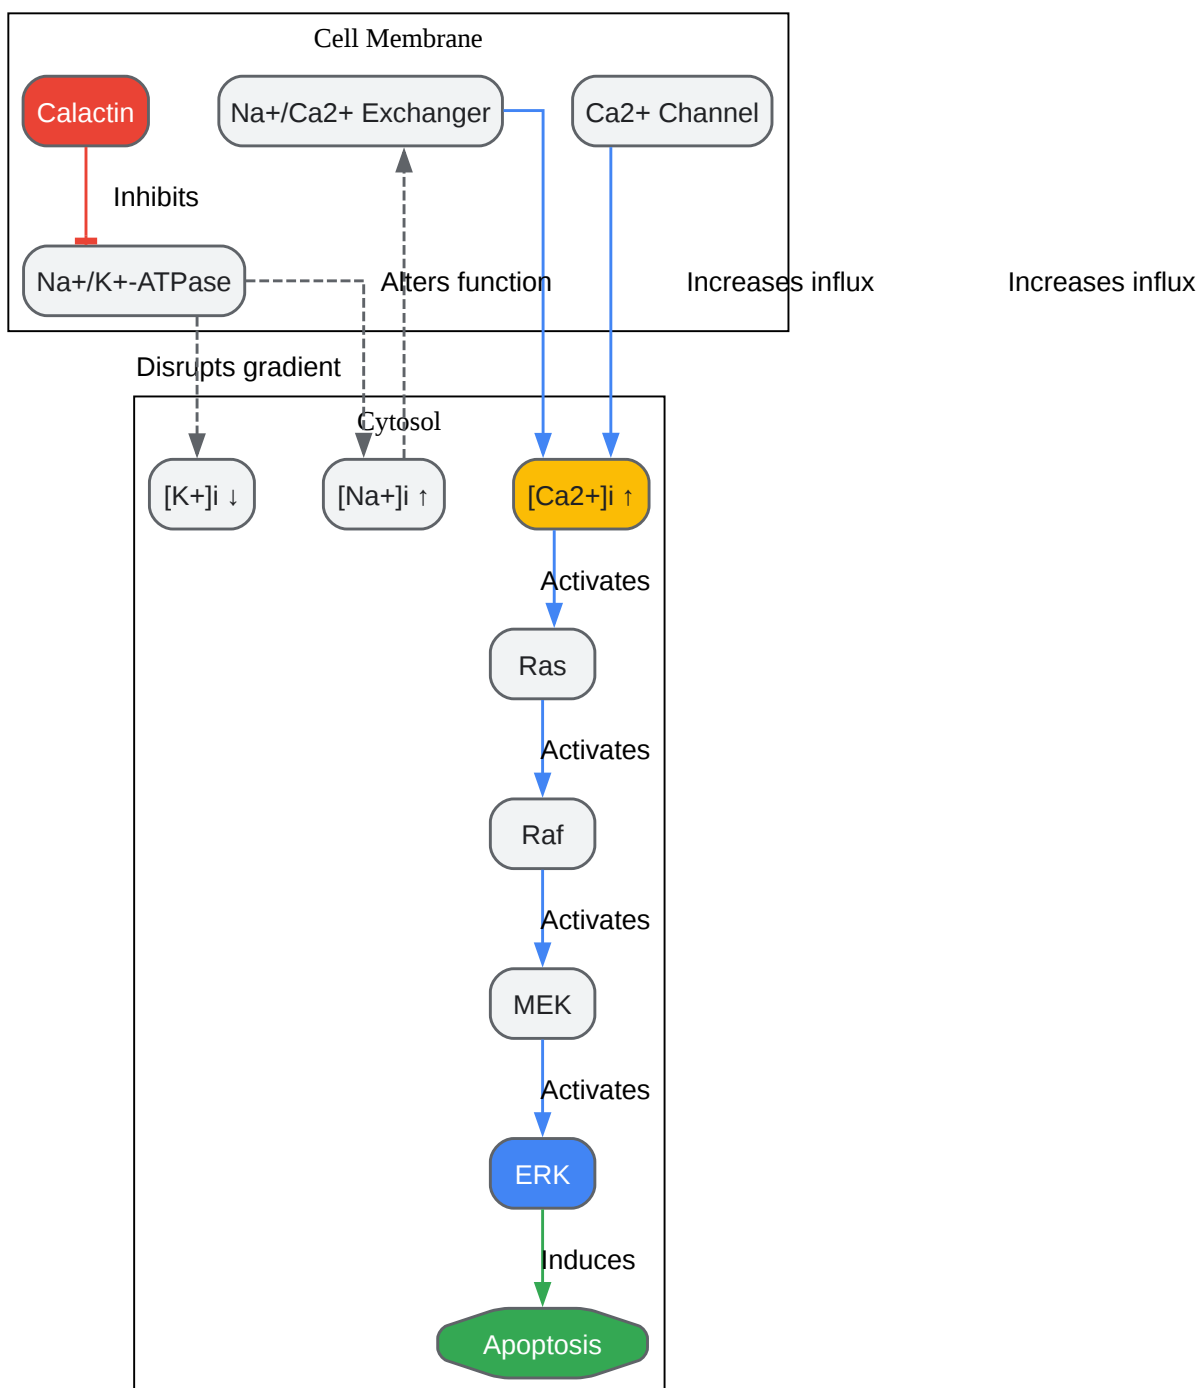 Cell Membrane
Calactin
Na+/Ca2+ Exchanger
Ca2+ Channel
Inhibits
Na+/K+-ATPase
Alters function
Increases influx
Increases influx
Disrupts gradient
Cytosol
[K+]i ↓
[Na+]i ↑
[Ca2+]i ↑
Activates
Ras
Activates
Raf
Activates
MEK
Activates
ERK
Induces
Apoptosis